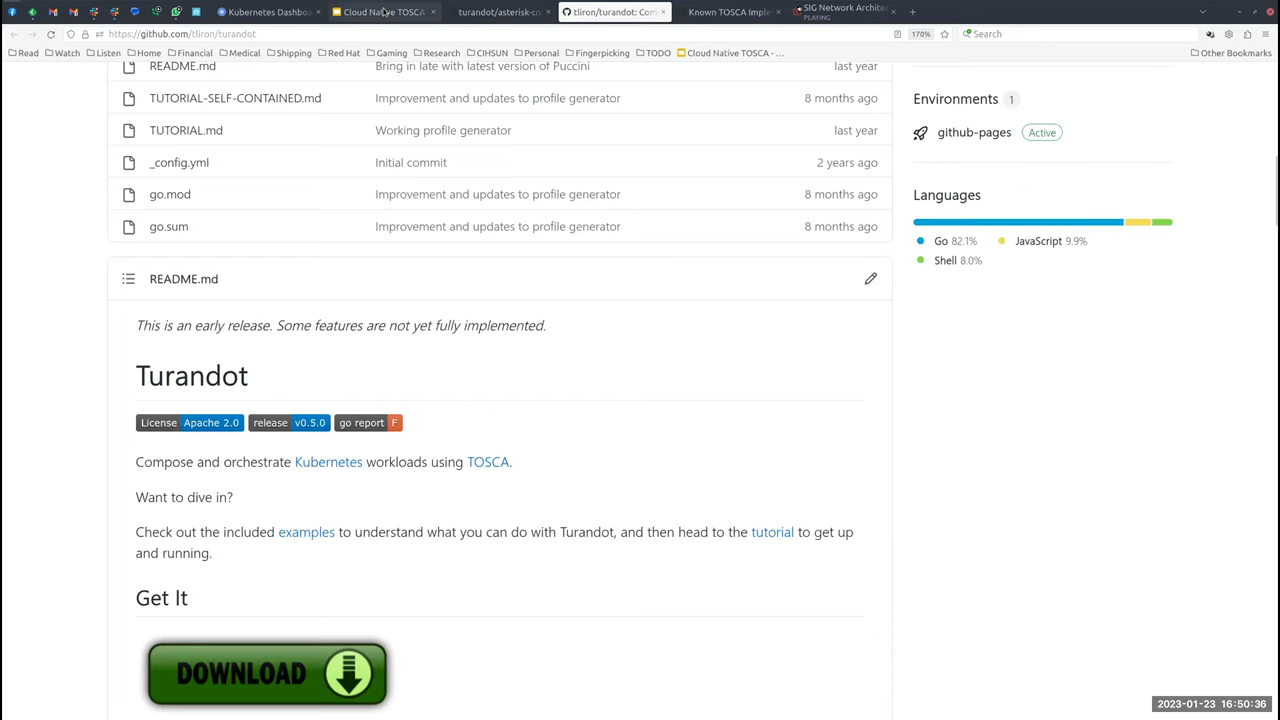 Kubernetes Dashbo
Cloud Native TOSCA
turandot/asterisk-cn
tliron/turandot: Com
Known TOSCA Imple
SIG Network Archite
PLAYING
https://github.com/tliron/turandot
170%
Search
Read
Watch
Listen
Home
Financial
Medical
Shipping
Red Hat
Gaming
Research
CIHSUN
Personal
Fingerpicking
TODO
Cloud Native TOSCA - ...
Other Bookmarks
README.md Bring in late with latest version of Puccini last year
TUTORIAL-SELF-CONTAINED.md Improvement and updates to profile generator 8 months ago
TUTORIAL.md Working profile generator last year
_config.yml Initial commit 2 years ago
go.mod Improvement and updates to profile generator 8 months ago
go.sum Improvement and updates to profile generator 8 months ago
README.md
This is an early release. Some features are not yet fully implemented.
Turandot
License Apache 2.0 release v0.5.0 go report F
Compose and orchestrate Kubernetes workloads using TOSCA.
Want to dive in?
Check out the included examples to understand what you can do with Turandot, and then head to the tutorial to get up
and running.
Get It
DOWNLOAD
Environments 1
github-pages Active
Languages
Go 82.1% JavaScript 9.9%
Shell 8.0%
2023-01-23 16:50:36